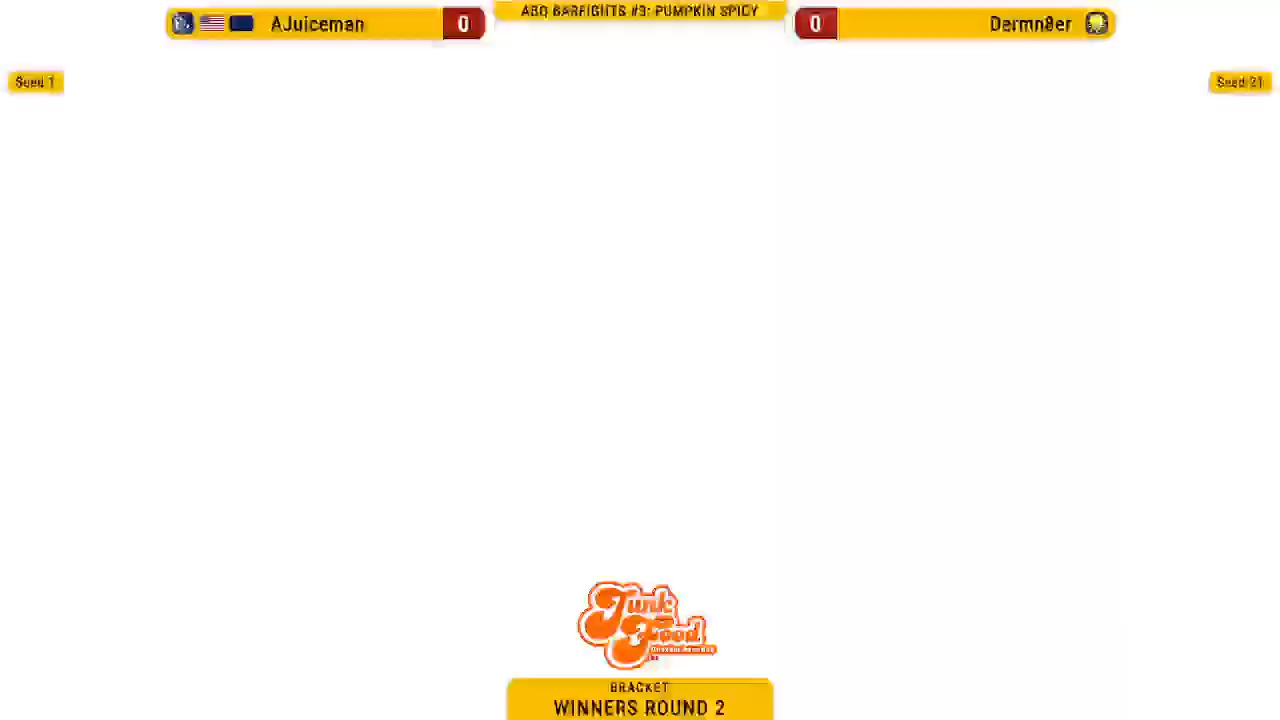 AJuiceman 0
ABQ BARFIGHTS #3: PUMPKIN SPICY
0 Dermn8er
Seed 1
Seed 21
Junk
Food
BRACKET
WINNERS ROUND 2